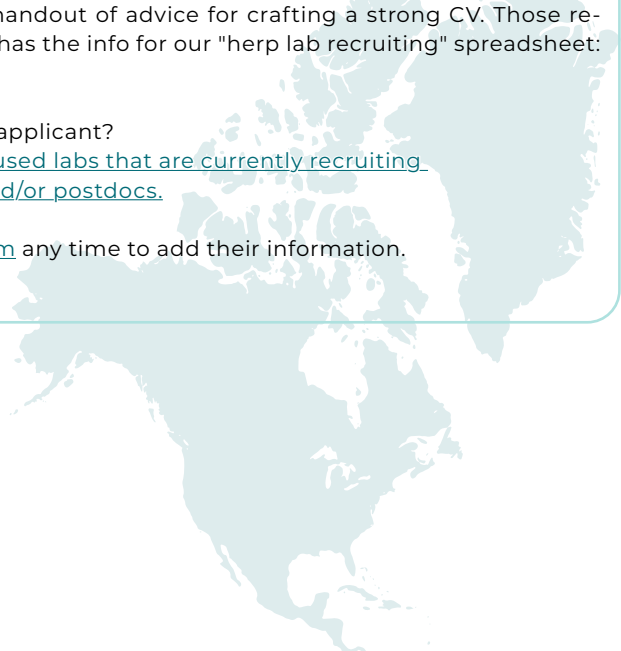 handout of advice for crafting a strong CV. Those re-
has the info for our "herp lab recruiting" spreadsheet:
applicant?
used labs that are currently recruiting
d/or postdocs.
m any time to add their information.